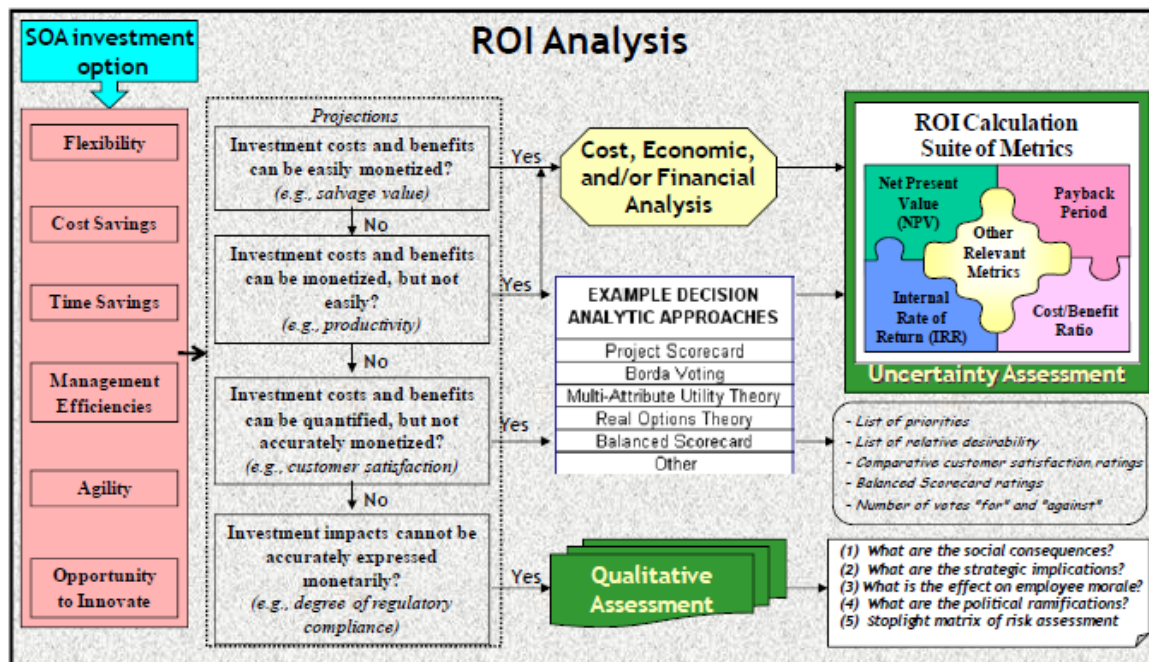 SOA investment
option
ROI Analysis
Flexibility
Cost Savings
Time Savings
Management
Efficiencies
Agility
Opportunity
to Innovate
Projections
Investment costs and benefits
can be easily monetized?
(e.g., salvage value)
Yes
No
Investment costs and benefits
can be monetized, but not
easily?
(e.g., productivity)
Yes
No
Investment costs and benefits
can be quantified, but not
accurately monetized?
(e.g., customer satisfaction)
Yes
No
Investment impacts cannot be
accurately expressed
monetarily?
(e.g., degree of regulatory
compliance)
Yes
Cost, Economic,
and/or Financial
Analysis
EXAMPLE DECISION
ANALYTIC APPROACHES
Project Scorecard
Borda Voting
Multi-Attribute Utility Theory
Real Options Theory
Balanced Scorecard
Other
Qualitative
Assessment
ROI Calculation
Suite of Metrics
Net Present
Value
(NPV)
Payback
Period
Other
Relevant
Metrics
Internal
Rate of
Return (IRR)
Cost/Benefit
Ratio
Uncertainty Assessment
- List of priorities
- List of relative desirability
- Comparative customer satisfaction ratings
- Balanced Scorecard ratings
- Number of votes "for" and "against"
(1) What are the social consequences?
(2) What are the strategic implications?
(3) What is the effect on employee morale?
(4) What are the political ramifications?
(5) Stoplight matrix of risk assessment